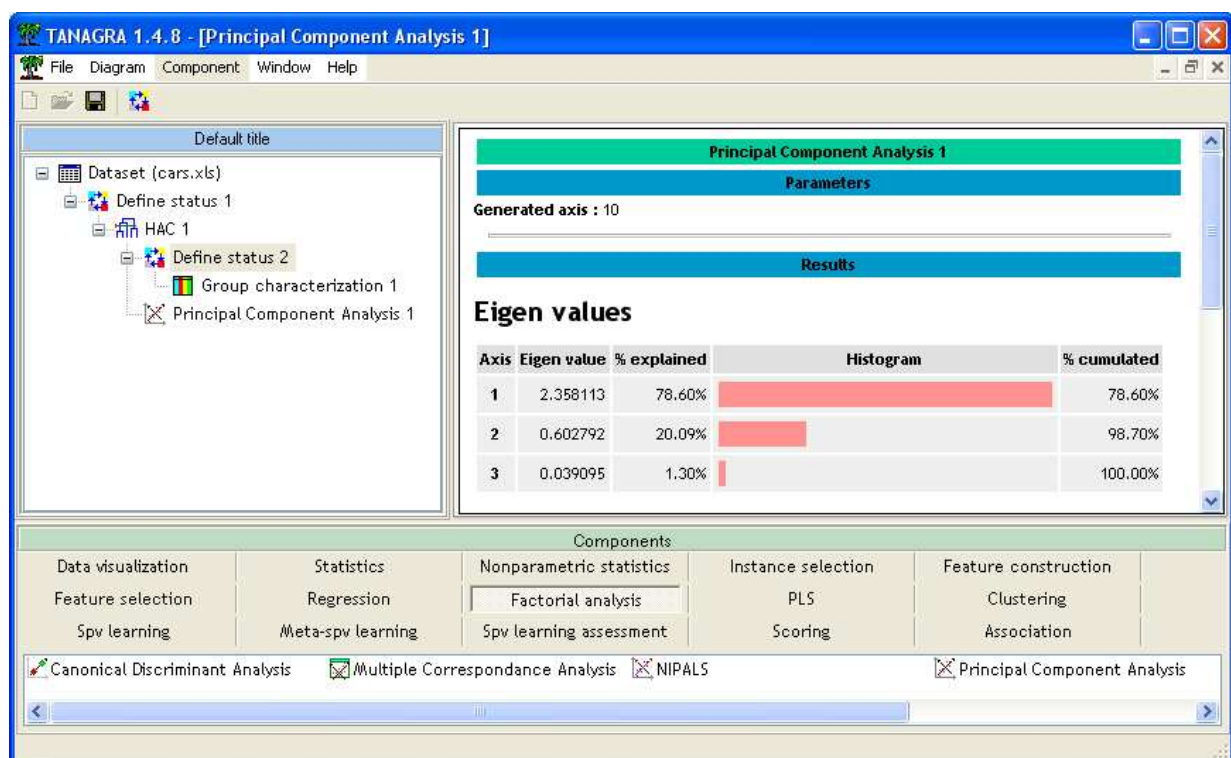 TANAGRA 1.4.8 - [Principal Component Analysis 1]
File Diagram Component Window Help
Default title
Dataset (cars.xls)
Define status 1
HAC 1
Define status 2
Group characterization 1
Principal Component Analysis 1
Principal Component Analysis 1
Parameters
Generated axis : 10
Results
Eigen values
Axis Eigen value % explained Histogram % cumulated
1 2.358113 78.60% 78.60%
2 0.602792 20.09% 98.70%
3 0.039095 1.30% 100.00%
Components
Data visualization Statistics Nonparametric statistics Instance selection Feature construction
Feature selection Regression Factorial analysis PLS Clustering
Spv learning Meta-spv learning Spv learning assessment Scoring Association
Canonical Discriminant Analysis Multiple Correspondance Analysis NIPALS Principal Component Analysis